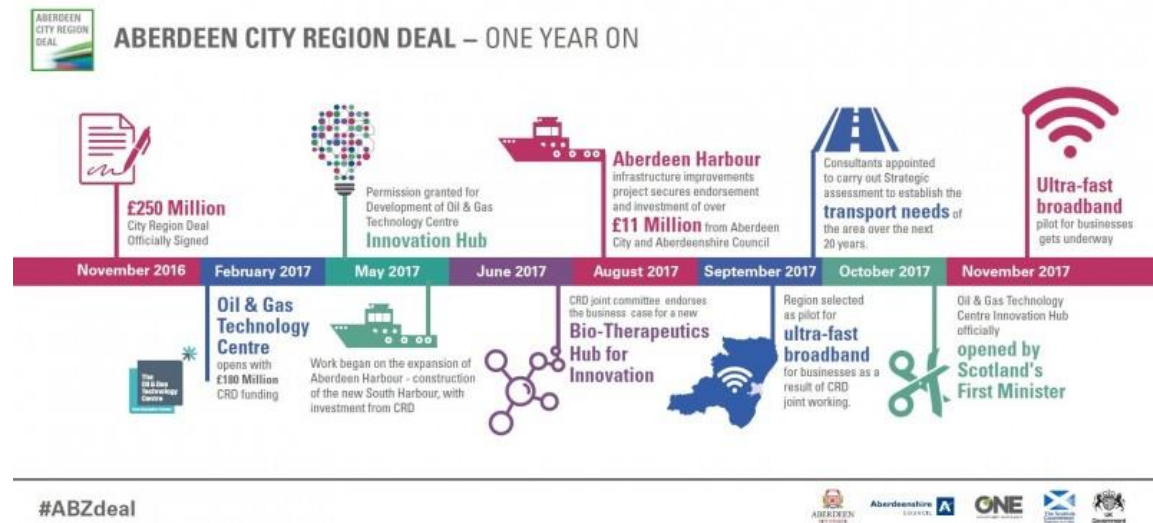 ABERDEEN
CITY REGION
DEAL
ABERDEEN CITY REGION DEAL – ONE YEAR ON
£250 Million
City Region Deal
Officially Signed
Permission granted for
Development of Oil & Gas
Technology Centre
Innovation Hub
Aberdeen Harbour
infrastructure improvements
project secures endorsement
and investment of over
£11 Million from Aberdeen
City and Aberdeenshire Council
Consultants appointed
to carry out Strategic
assessment to establish the
transport needs of
the area over the next
20 years.
Ultra-fast
broadband
pilot for businesses
gets underway
November 2016
February 2017
May 2017
June 2017
August 2017
September 2017
October 2017
November 2017
The
Oil & Gas
Technology
Centre
Oil & Gas
Technology
Centre
opens with
£180 Million
CRD funding
Work began on the expansion of
Aberdeen Harbour - construction
of the new South Harbour, with
investment from CRD
CRD joint committee endorses
the business case for a new
Bio-Therapeutics
Hub for
Innovation
Region selected
as pilot for
ultra-fast
broadband
for businesses as a
result of CRD
joint working.
Oil & Gas Technology
Centre Innovation Hub
officially
opened by
Scotland's
First Minister
#ABZdeal
ABERDEEN
Aberdeenshire
COUNCIL
ONE
The Scottish
Government
UK
Government